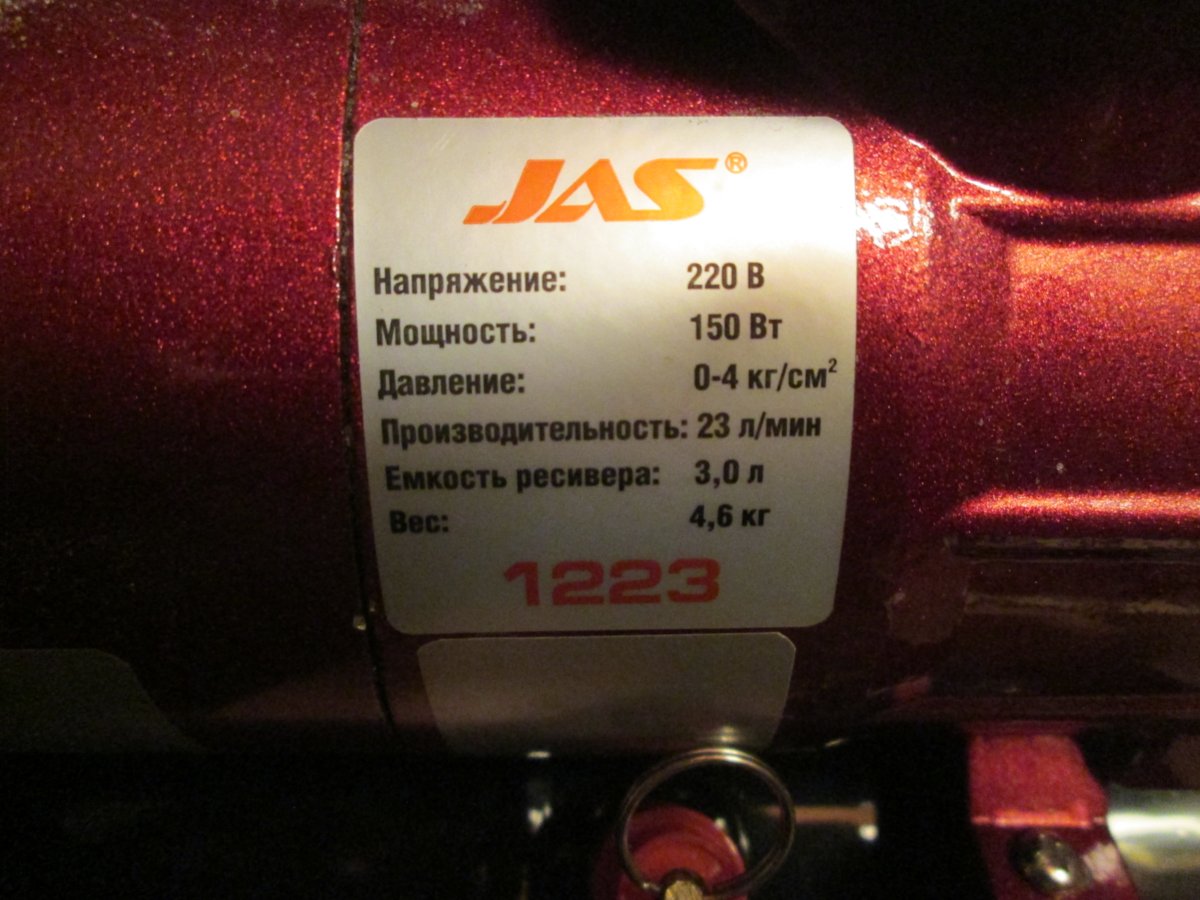 JAS®
Напряжение: 220 В
Мощность: 150 Вт
Давление: 0-4 кг/см²
Производительность: 23 л/мин
Емкость ресивера: 3,0 л
Вес: 4,6 кг
1223